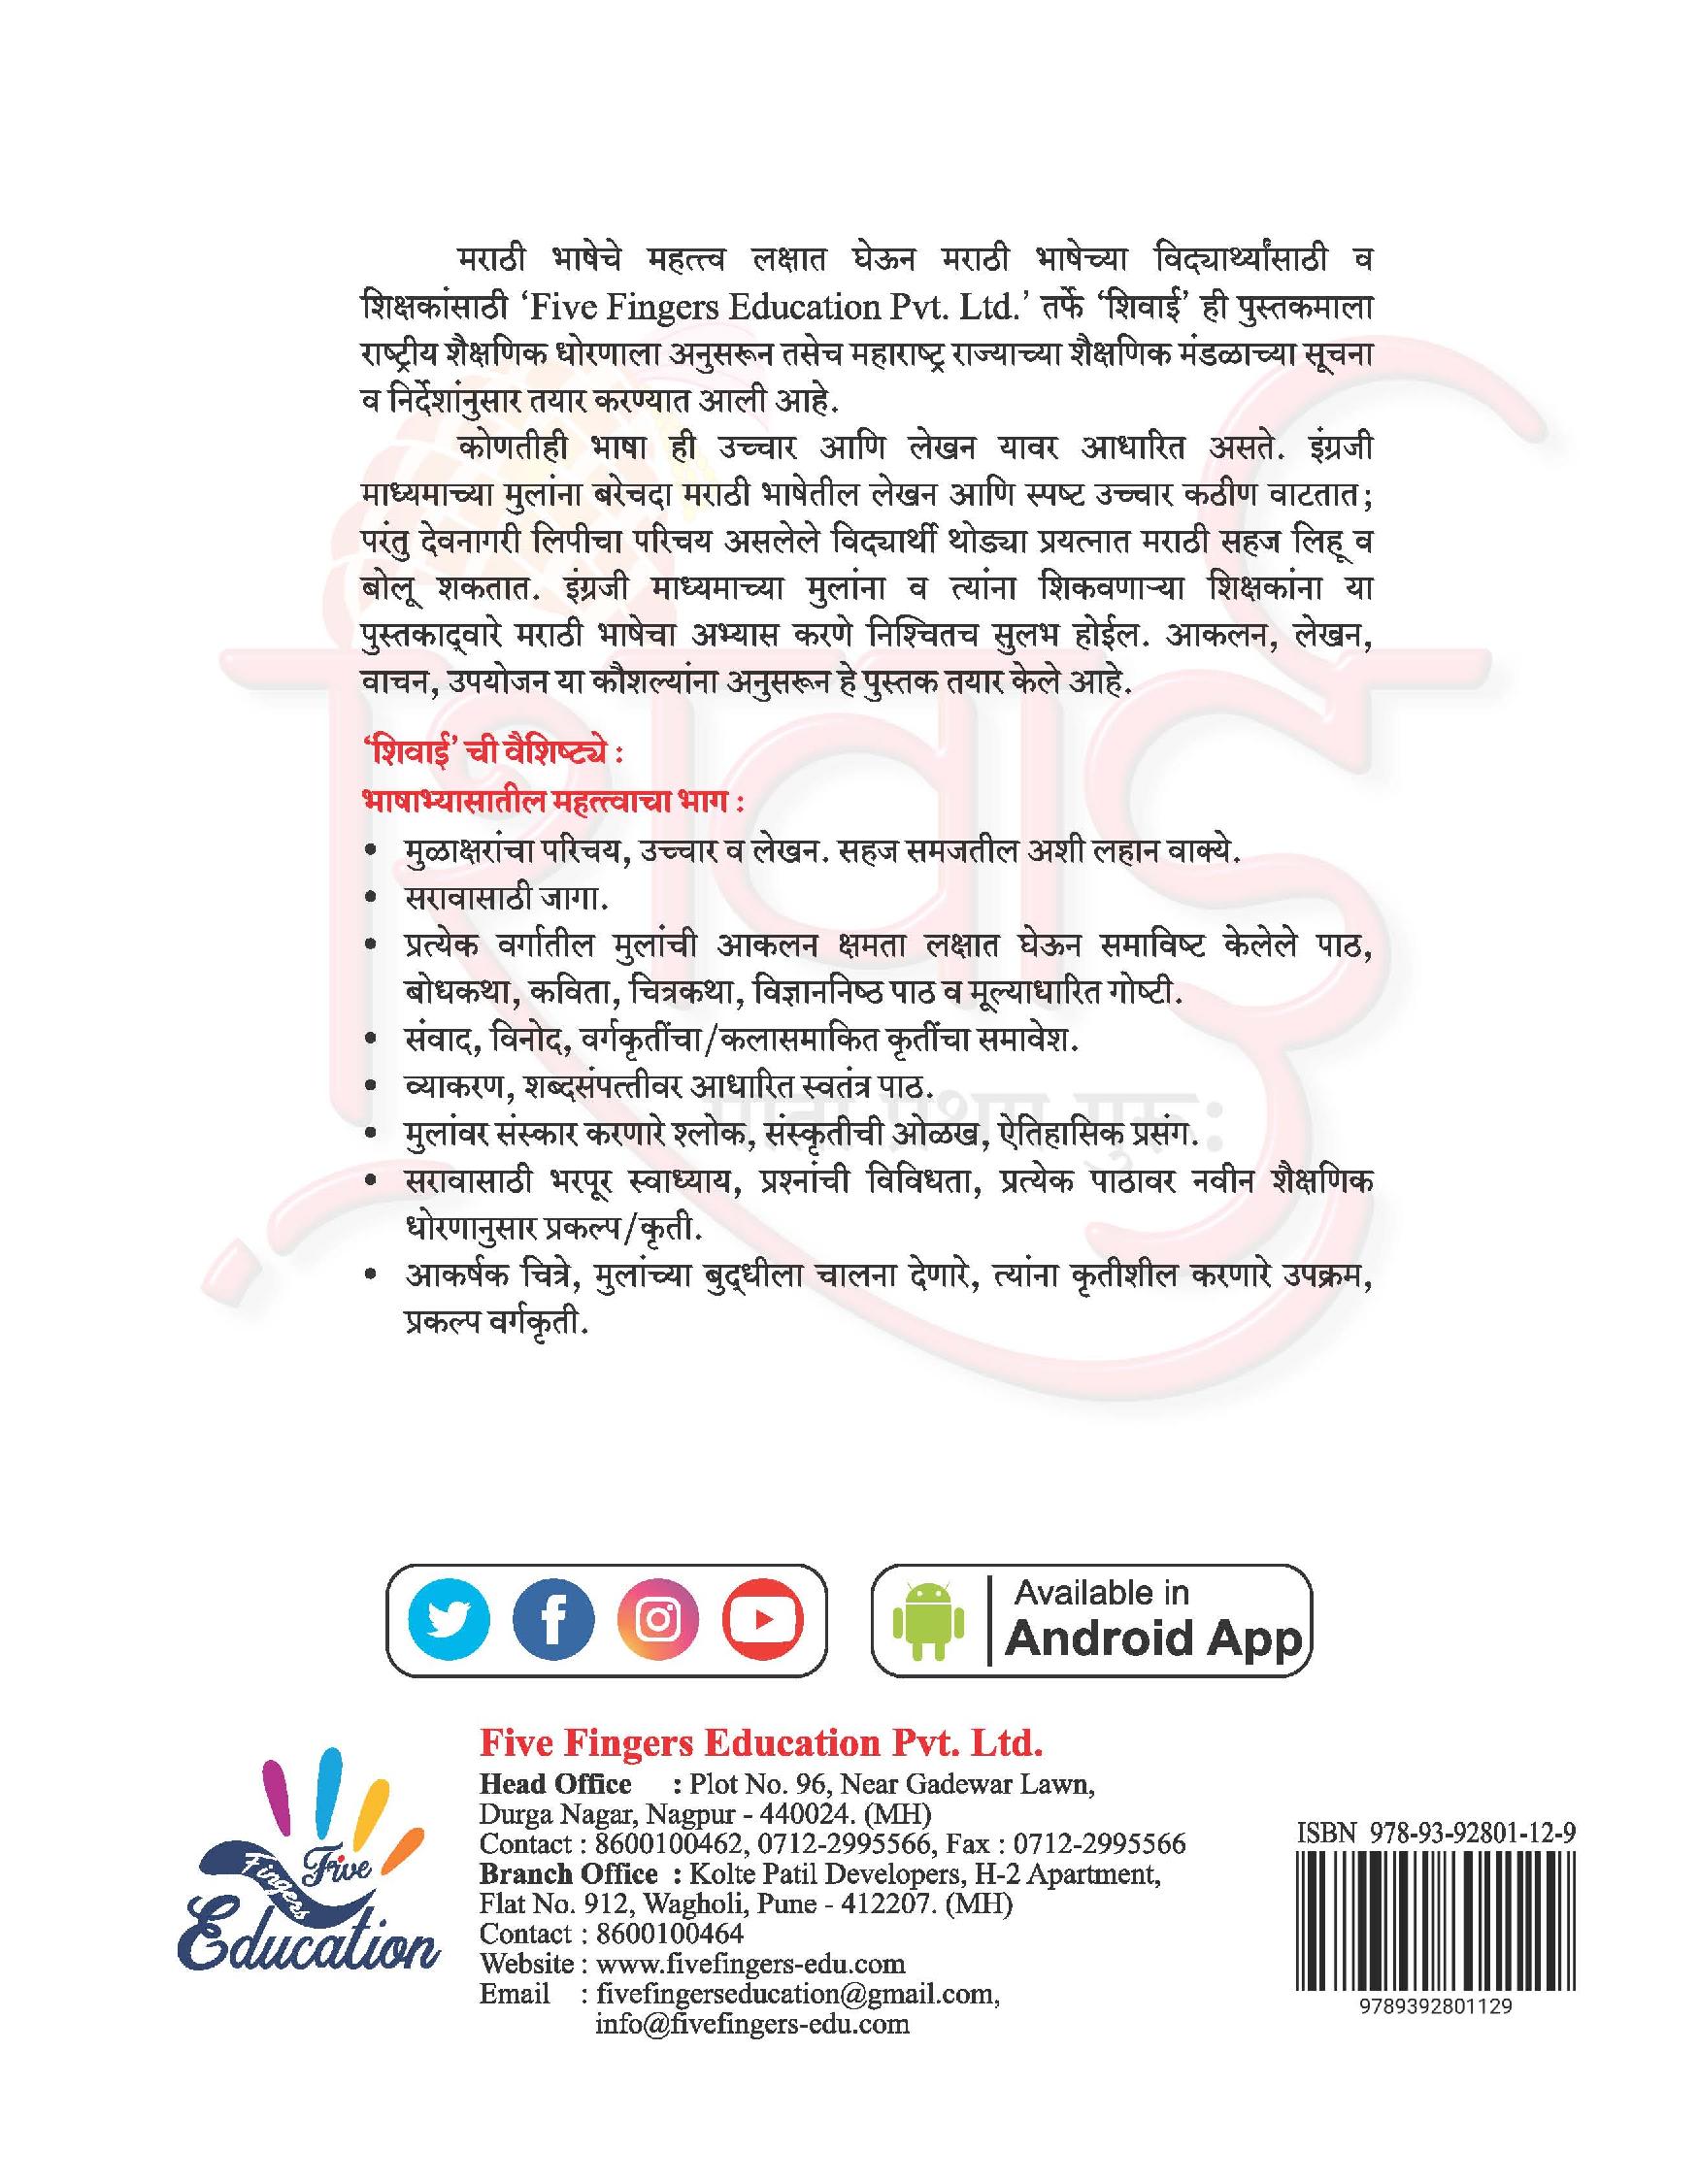 मराठी भाषेचे महत्त्व लक्षात घेऊन मराठी भाषेच्या विद्यार्थ्यांसाठी व
शिक्षकांसाठी ‘Five Fingers Education Pvt. Ltd.’ तर्फे ‘शिवाई’ ही पुस्तकमाला
राष्ट्रीय शैक्षणिक धोरणाला अनुसरून तसेच महाराष्ट्र राज्याच्या शैक्षणिक मंडळाच्या सूचना
व निर्देशांनुसार तयार करण्यात आली आहे.
कोणतीही भाषा ही उच्चार आणि लेखन यावर आधारित असते. इंग्रजी
माध्यमाच्या मुलांना बरेचदा मराठी भाषेतील लेखन आणि स्पष्ट उच्चार कठीण वाटतात;
परंतु देवनागरी लिपीचा परिचय असलेले विद्यार्थी थोड्या प्रयत्नात मराठी सहज लिहू व
बोलू शकतात. इंग्रजी माध्यमाच्या मुलांना व त्यांना शिकवणाऱ्या शिक्षकांना या
पुस्तकाद्‌वारे मराठी भाषेचा अभ्यास करणे निश्चितच सुलभ होईल. आकलन, लेखन,
वाचन, उपयोजन या कौशल्यांना अनुसरून हे पुस्तक तयार केले आहे.
‘शिवाई’ ची वैशिष्ट्ये :
भाषाभ्यासातील महत्त्वाचा भाग :
• मुळाक्षरांचा परिचय, उच्चार व लेखन. सहज समजतील अशी लहान वाक्ये.
• सरावासाठी जागा.
• प्रत्येक वर्गातील मुलांची आकलन क्षमता लक्षात घेऊन समाविष्ट केलेले पाठ,
बोधकथा, कविता, चित्रकथा, विज्ञाननिष्ठ पाठ व मूल्याधारित गोष्टी.
• संवाद, विनोद, वर्गकृतींचा/कलासमाकित कृतींचा समावेश.
• व्याकरण, शब्दसंपत्तीवर आधारित स्वतंत्र पाठ.
• मुलांवर संस्कार करणारे श्लोक, संस्कृतीची ओळख, ऐतिहासिक प्रसंग.
• सरावासाठी भरपूर स्वाध्याय, प्रश्नांची विविधता, प्रत्येक पाठावर नवीन शैक्षणिक
धोरणानुसार प्रकल्प/कृती.
• आकर्षक चित्रे, मुलांच्या बुद्‌धीला चालना देणारे, त्यांना कृतीशील करणारे उपक्रम,
प्रकल्प वर्गकृती.
शिवाई
माता प्रथम गुरूः
Available in
Android App
Five
Fingers
Education
Five Fingers Education Pvt. Ltd.
Head Office : Plot No. 96, Near Gadewar Lawn,
Durga Nagar, Nagpur - 440024. (MH)
Contact : 8600100462, 0712-2995566, Fax : 0712-2995566
Branch Office : Kolte Patil Developers, H-2 Apartment,
Flat No. 912, Wagholi, Pune - 412207. (MH)
Contact : 8600100464
Website : www.fivefingers-edu.com
Email : fivefingerseducation@gmail.com,
info@fivefingers-edu.com
ISBN 978-93-92801-12-9
9789392801129